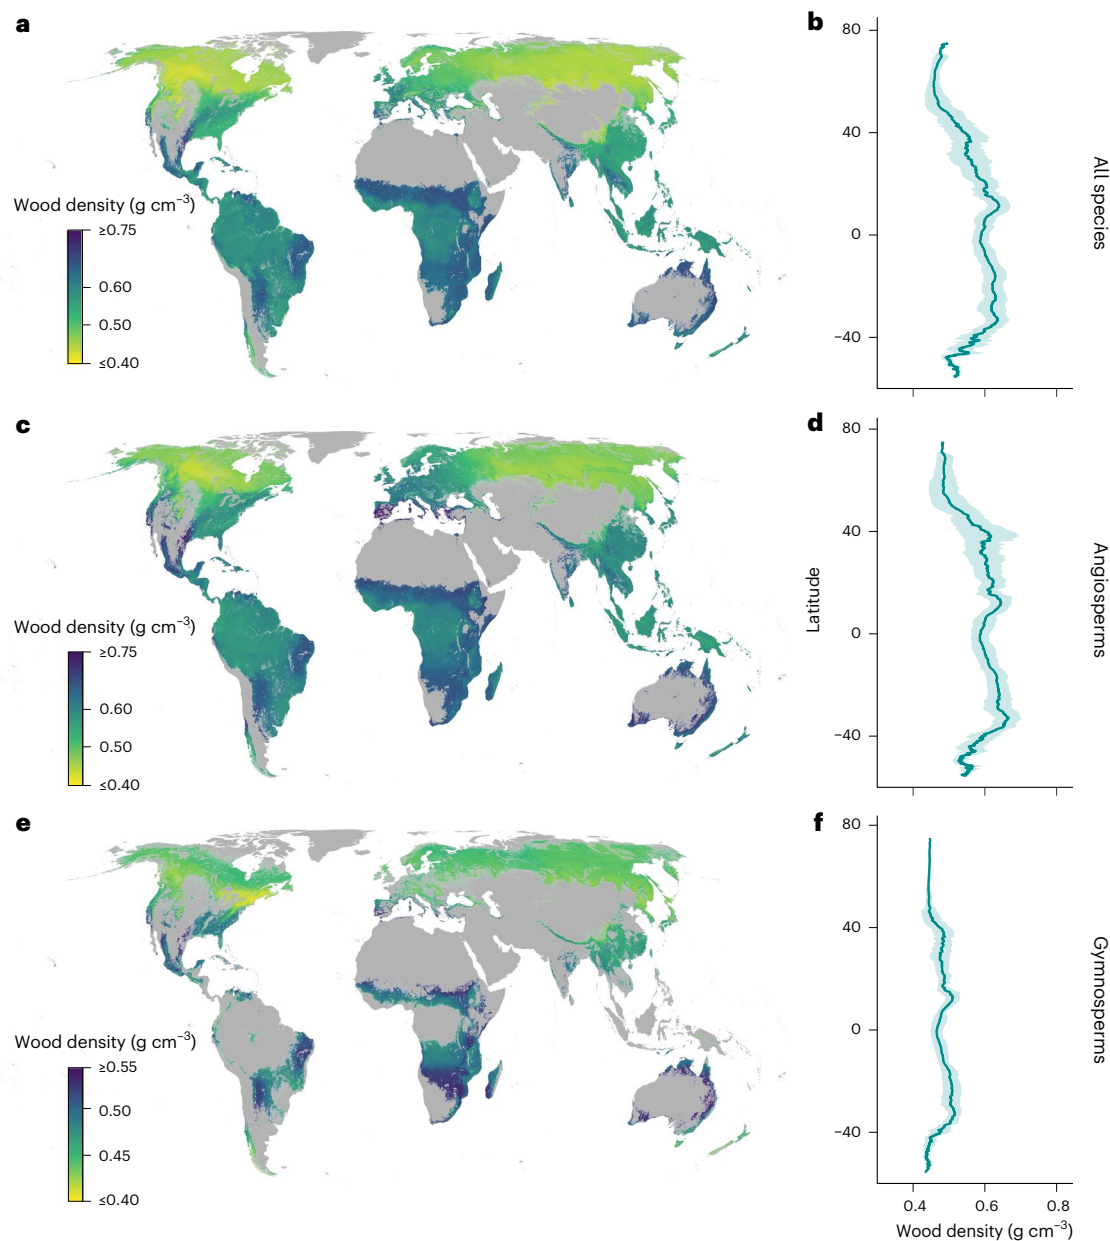 a
Wood density (g cm⁻³)
≥0.75
0.60
0.50
≤0.40
b
80
40
0
−40
All species
c
Wood density (g cm⁻³)
≥0.75
0.60
0.50
≤0.40
d
80
40
0
−40
Latitude
Angiosperms
e
Wood density (g cm⁻³)
≥0.55
0.50
0.45
≤0.40
f
80
40
0
−40
0.4 0.6 0.8
Wood density (g cm⁻³)
Gymnosperms